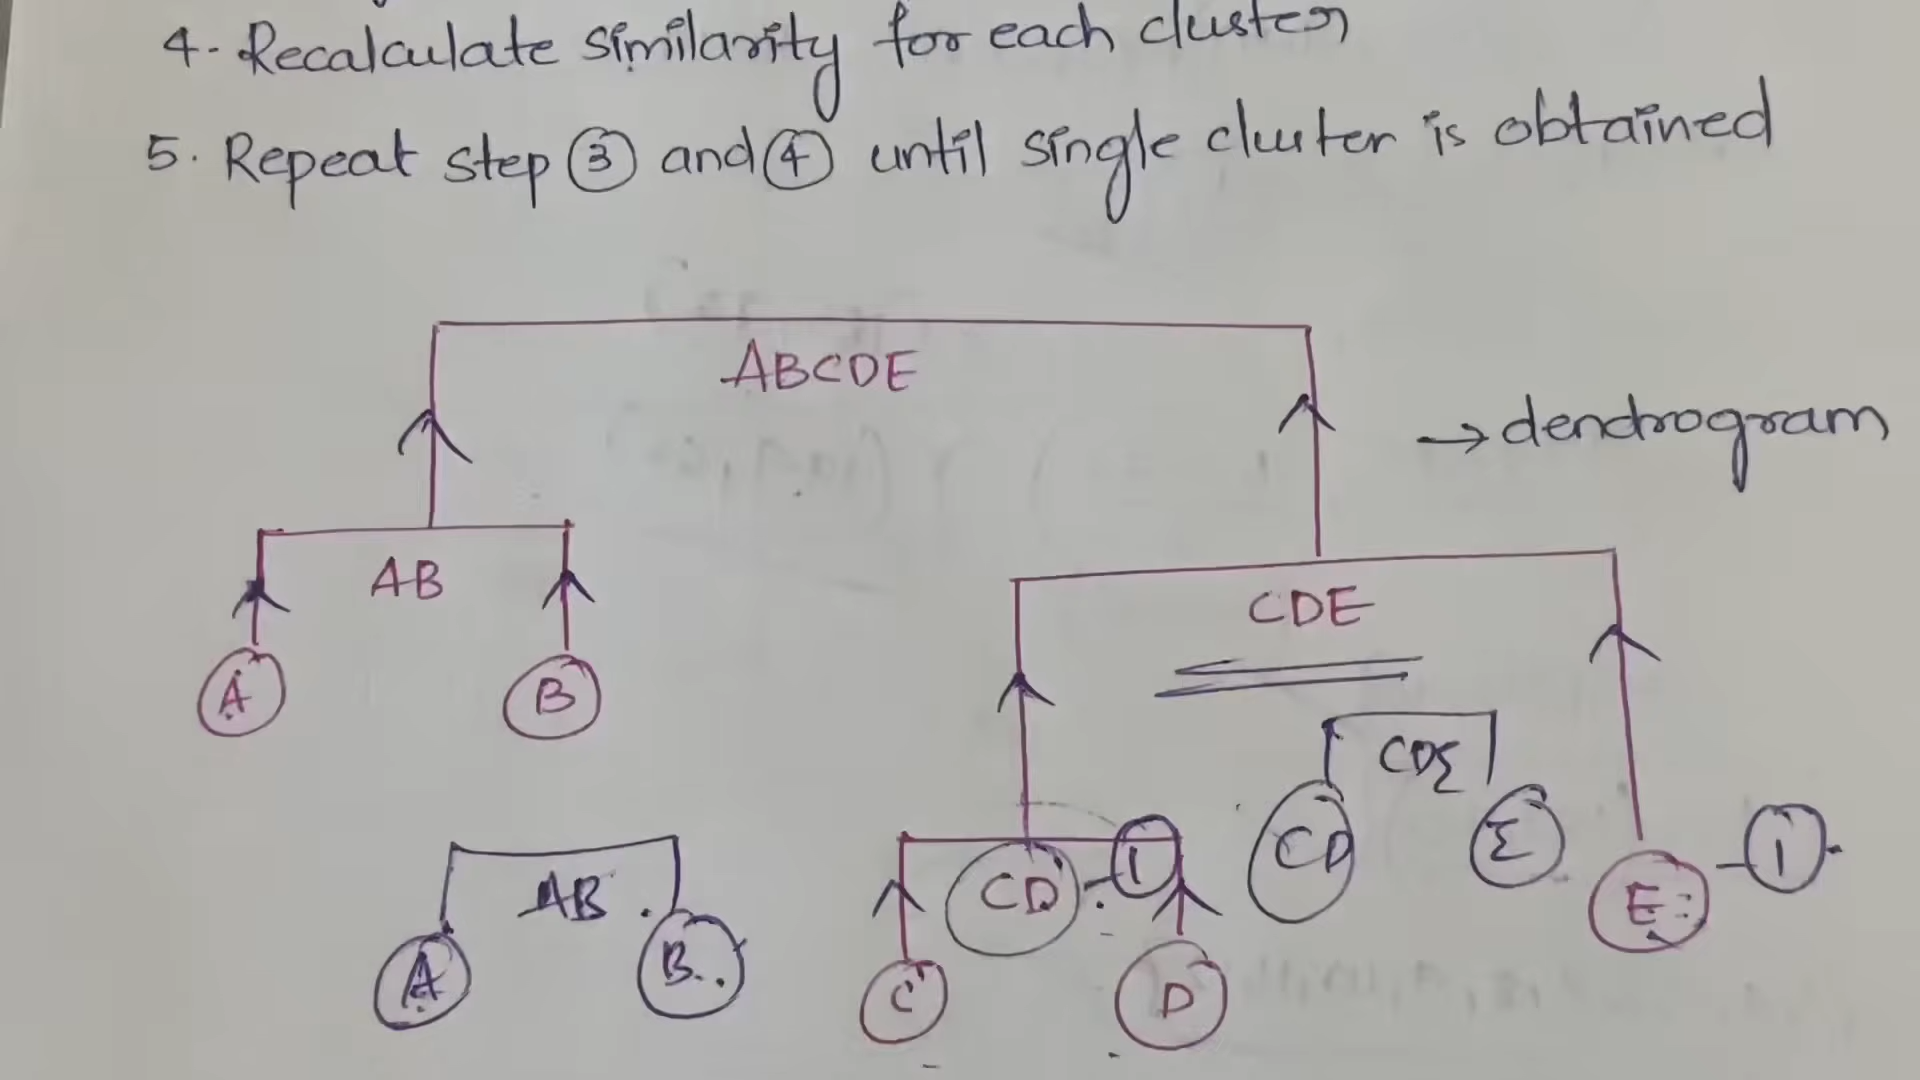 4. Recalculate similarity for each cluster
5. Repeat step ③ and ④ until single cluster is obtained
ABCDE
→ dendrogram
AB
CDE
A
B
CDE
CD
E
CD - 1
E - 1
AB
A
B
C
D